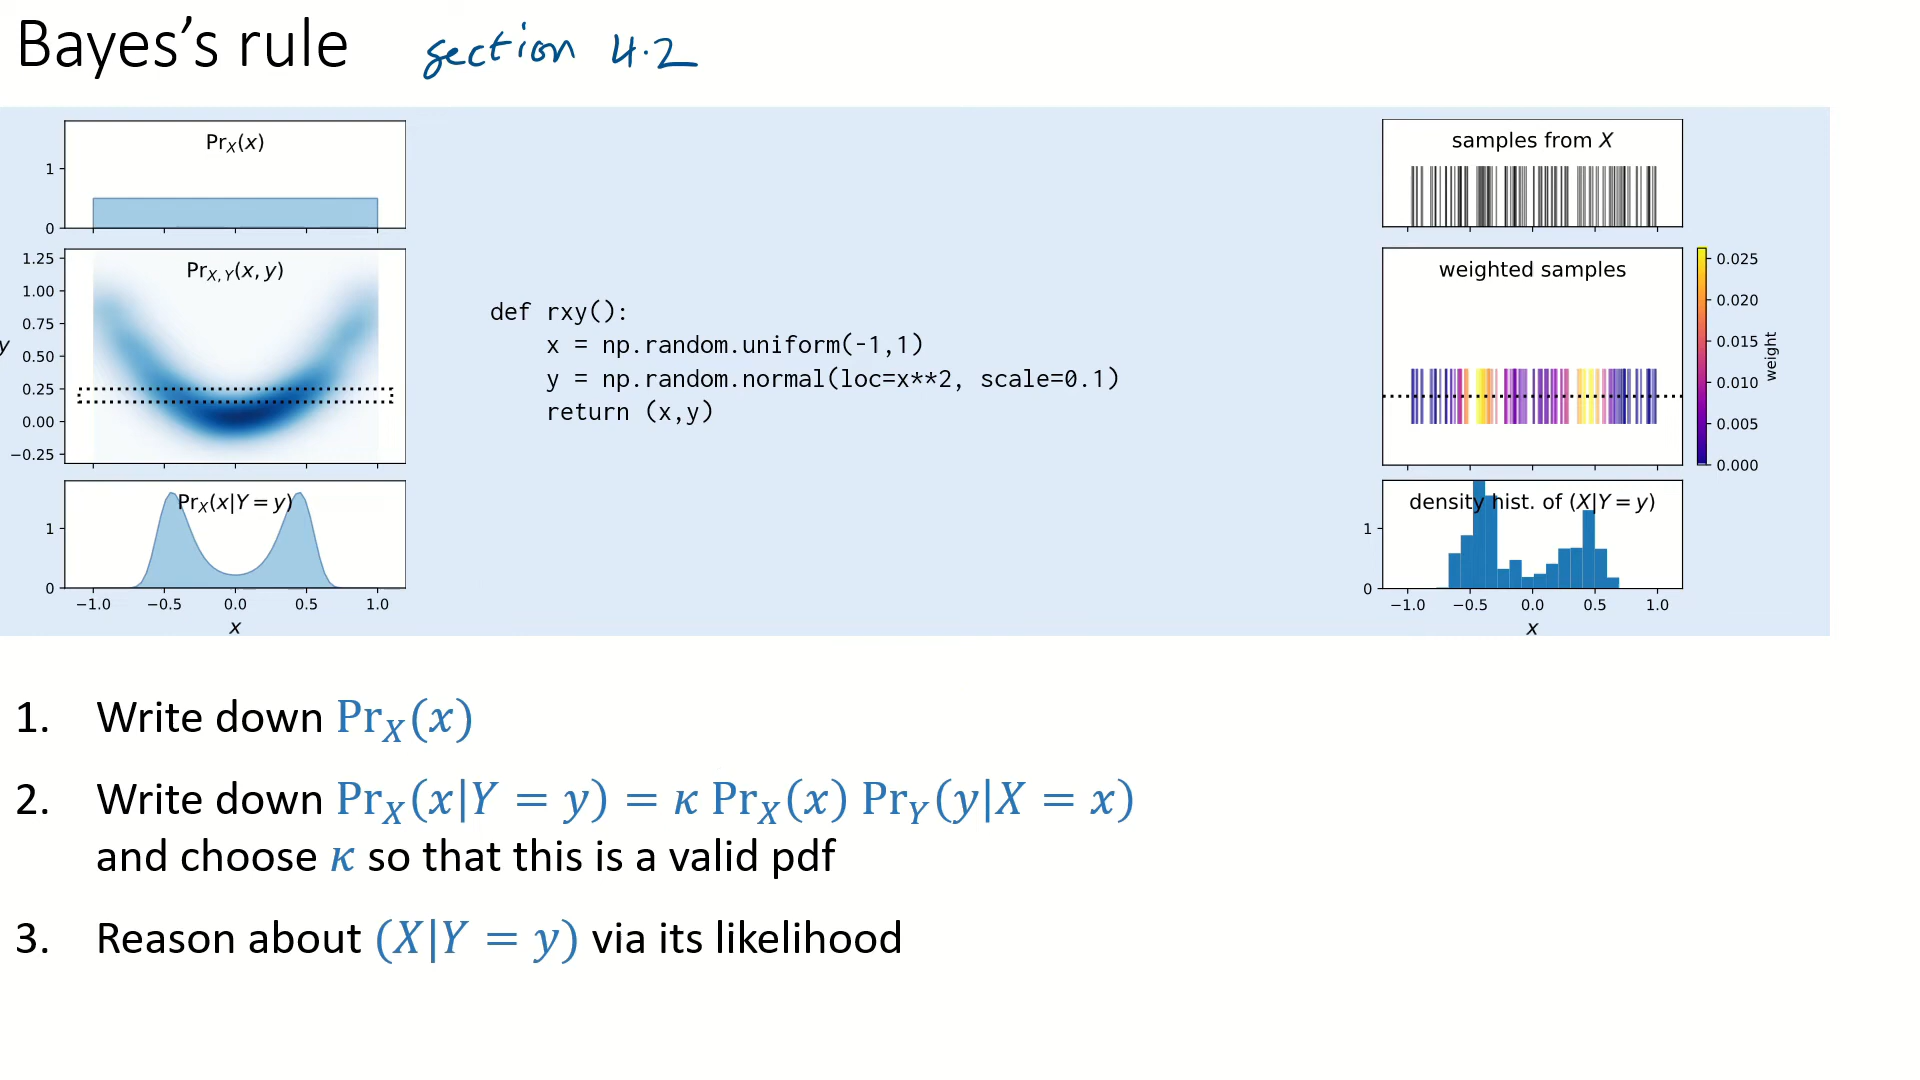 Bayes's rule section 4.2
Pr_X(x)
1
0
1.25
1.00
0.75
0.50
0.25
0.00
−0.25
y
Pr_{X,Y}(x, y)
Pr_X(x|Y = y)
1
0
−1.0 −0.5 0.0 0.5 1.0
x
def rxy():
    x = np.random.uniform(-1,1)
    y = np.random.normal(loc=x**2, scale=0.1)
    return (x,y)
samples from X
weighted samples
0.025
0.020
0.015
0.010
0.005
0.000
weight
density hist. of (X|Y = y)
1
0
−1.0 −0.5 0.0 0.5 1.0
x
1. Write down Pr_X(x)
2. Write down Pr_X(x|Y = y) = κ Pr_X(x) Pr_Y(y|X = x)
and choose κ so that this is a valid pdf
3. Reason about (X|Y = y) via its likelihood